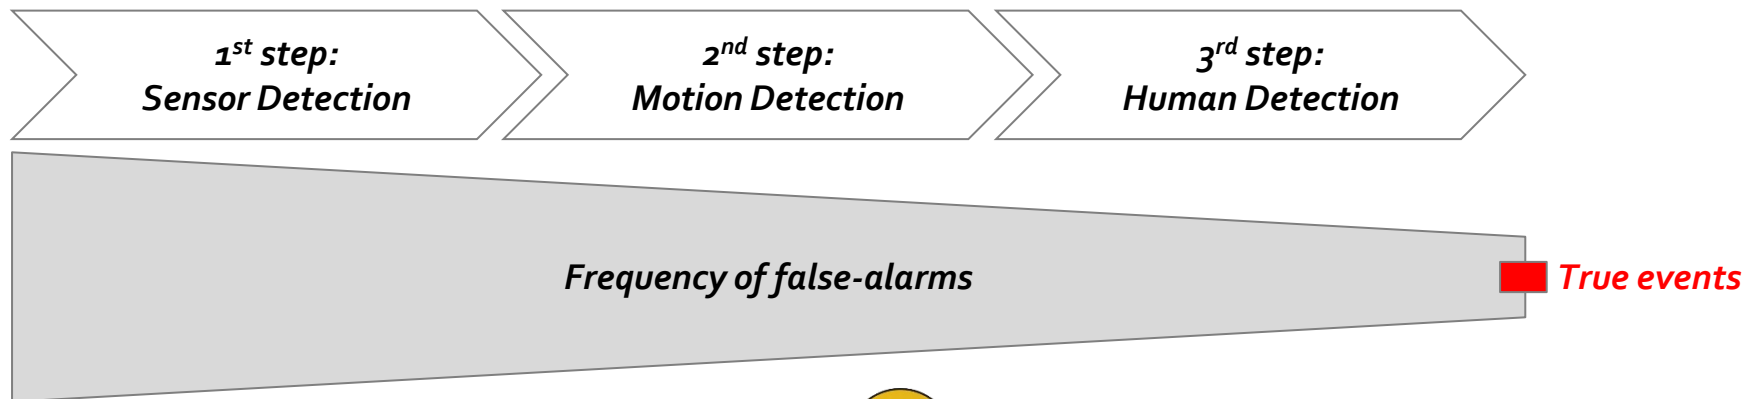 1st step:
Sensor Detection
2nd step:
Motion Detection
3rd step:
Human Detection
Frequency of false-alarms
True events